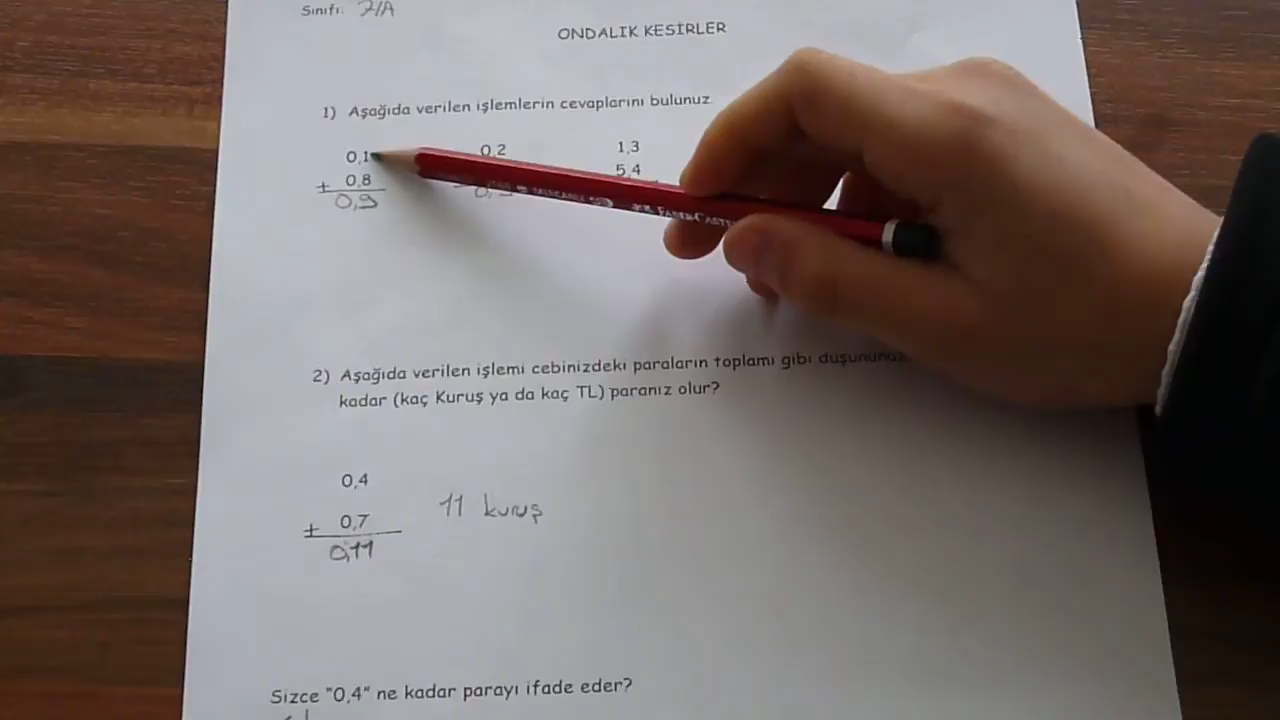 Sınıfı: 7/A
ONDALIK KESİRLER
1) Aşağıda verilen işlemlerin cevaplarını bulunuz.
0,1 0,2 1,3
+ 0,8 5,4
0,9
FABER-CASTELL
2) Aşağıda verilen işlemi cebinizdeki paraların toplamı gibi düşününüz.
kadar (kaç Kuruş ya da kaç TL) paranız olur?
0,4
+ 0,7
0,11
11 kuruş
Sizce "0,4" ne kadar parayı ifade eder?